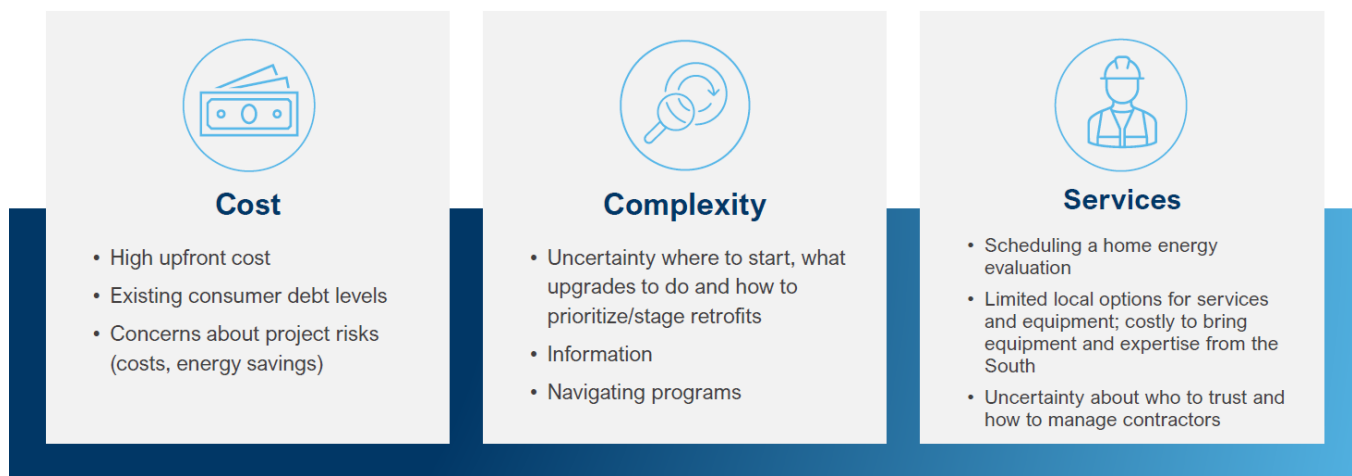 Cost
• High upfront cost
• Existing consumer debt levels
• Concerns about project risks
(costs, energy savings)
Complexity
• Uncertainty where to start, what
upgrades to do and how to
prioritize/stage retrofits
• Information
• Navigating programs
Services
• Scheduling a home energy
evaluation
• Limited local options for services
and equipment; costly to bring
equipment and expertise from the
South
• Uncertainty about who to trust and
how to manage contractors